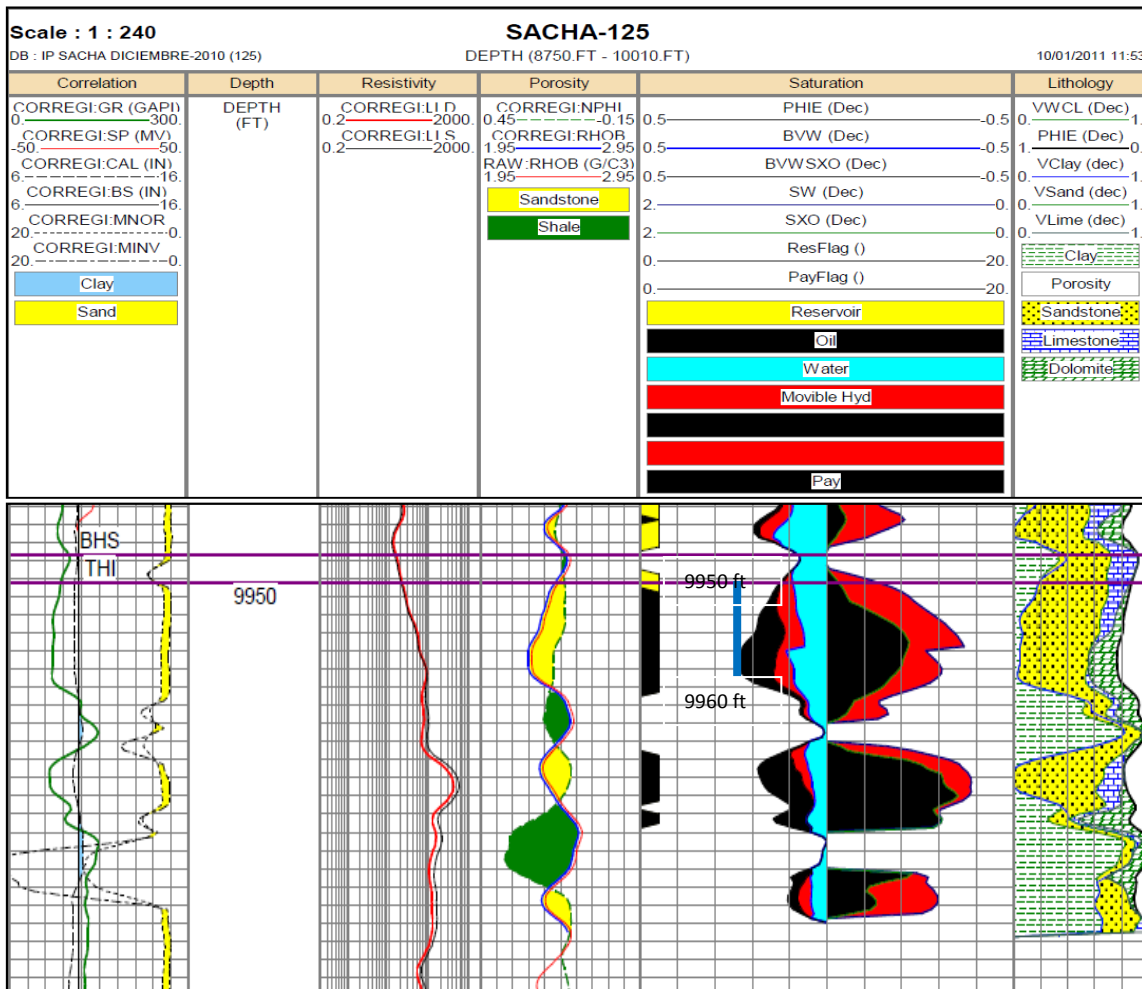 Scale : 1 : 240
SACHA-125
DB : IP SACHA DICIEMBRE-2010 (125)
DEPTH (8750.FT - 10010.FT)
10/01/2011 11:53
Correlation
CORREGI:GR (GAPI)
0. 300.
CORREGI:SP (MV)
-50. 50.
CORREGI:CAL (IN)
6. 16.
CORREGI:BS (IN)
6. 16.
CORREGI:MNOR
20. 0.
CORREGI:MINV
20. 0.
Clay
Sand
Depth
DEPTH
(FT)
Resistivity
CORREGI:LLD
0.2 2000.
CORREGI:LLS
0.2 2000.
Porosity
CORREGI:NPHI
0.45 -0.15
CORREGI:RHOB
1.95 2.95
RAW:RHOB (G/C3)
1.95 2.95
Sandstone
Shale
Saturation
PHIE (Dec)
0.5 -0.5
BVW (Dec)
0.5 -0.5
BVWSXO (Dec)
0.5 -0.5
SW (Dec)
2. 0.
SXO (Dec)
2. 0.
ResFlag ()
0. 20.
PayFlag ()
0. 20.
Reservoir
Oil
Water
Movible Hyd
Pay
Lithology
VWCL (Dec)
0. 1.
PHIE (Dec)
1. 0.
VClay (dec)
0. 1.
VSand (dec)
0. 1.
VLime (dec)
0. 1.
Clay
Porosity
Sandstone
Limestone
Dolomite
BHS
THI
9950
9950 ft
9960 ft